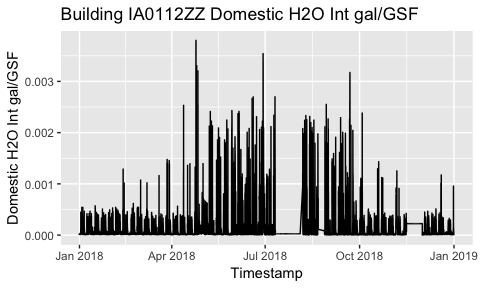 Building IA0112ZZ Domestic H2O Int gal/GSF
Domestic H2O Int gal/GSF
0.003
0.002
0.001
0.000
Jan 2018 Apr 2018 Jul 2018 Oct 2018 Jan 2019
Timestamp